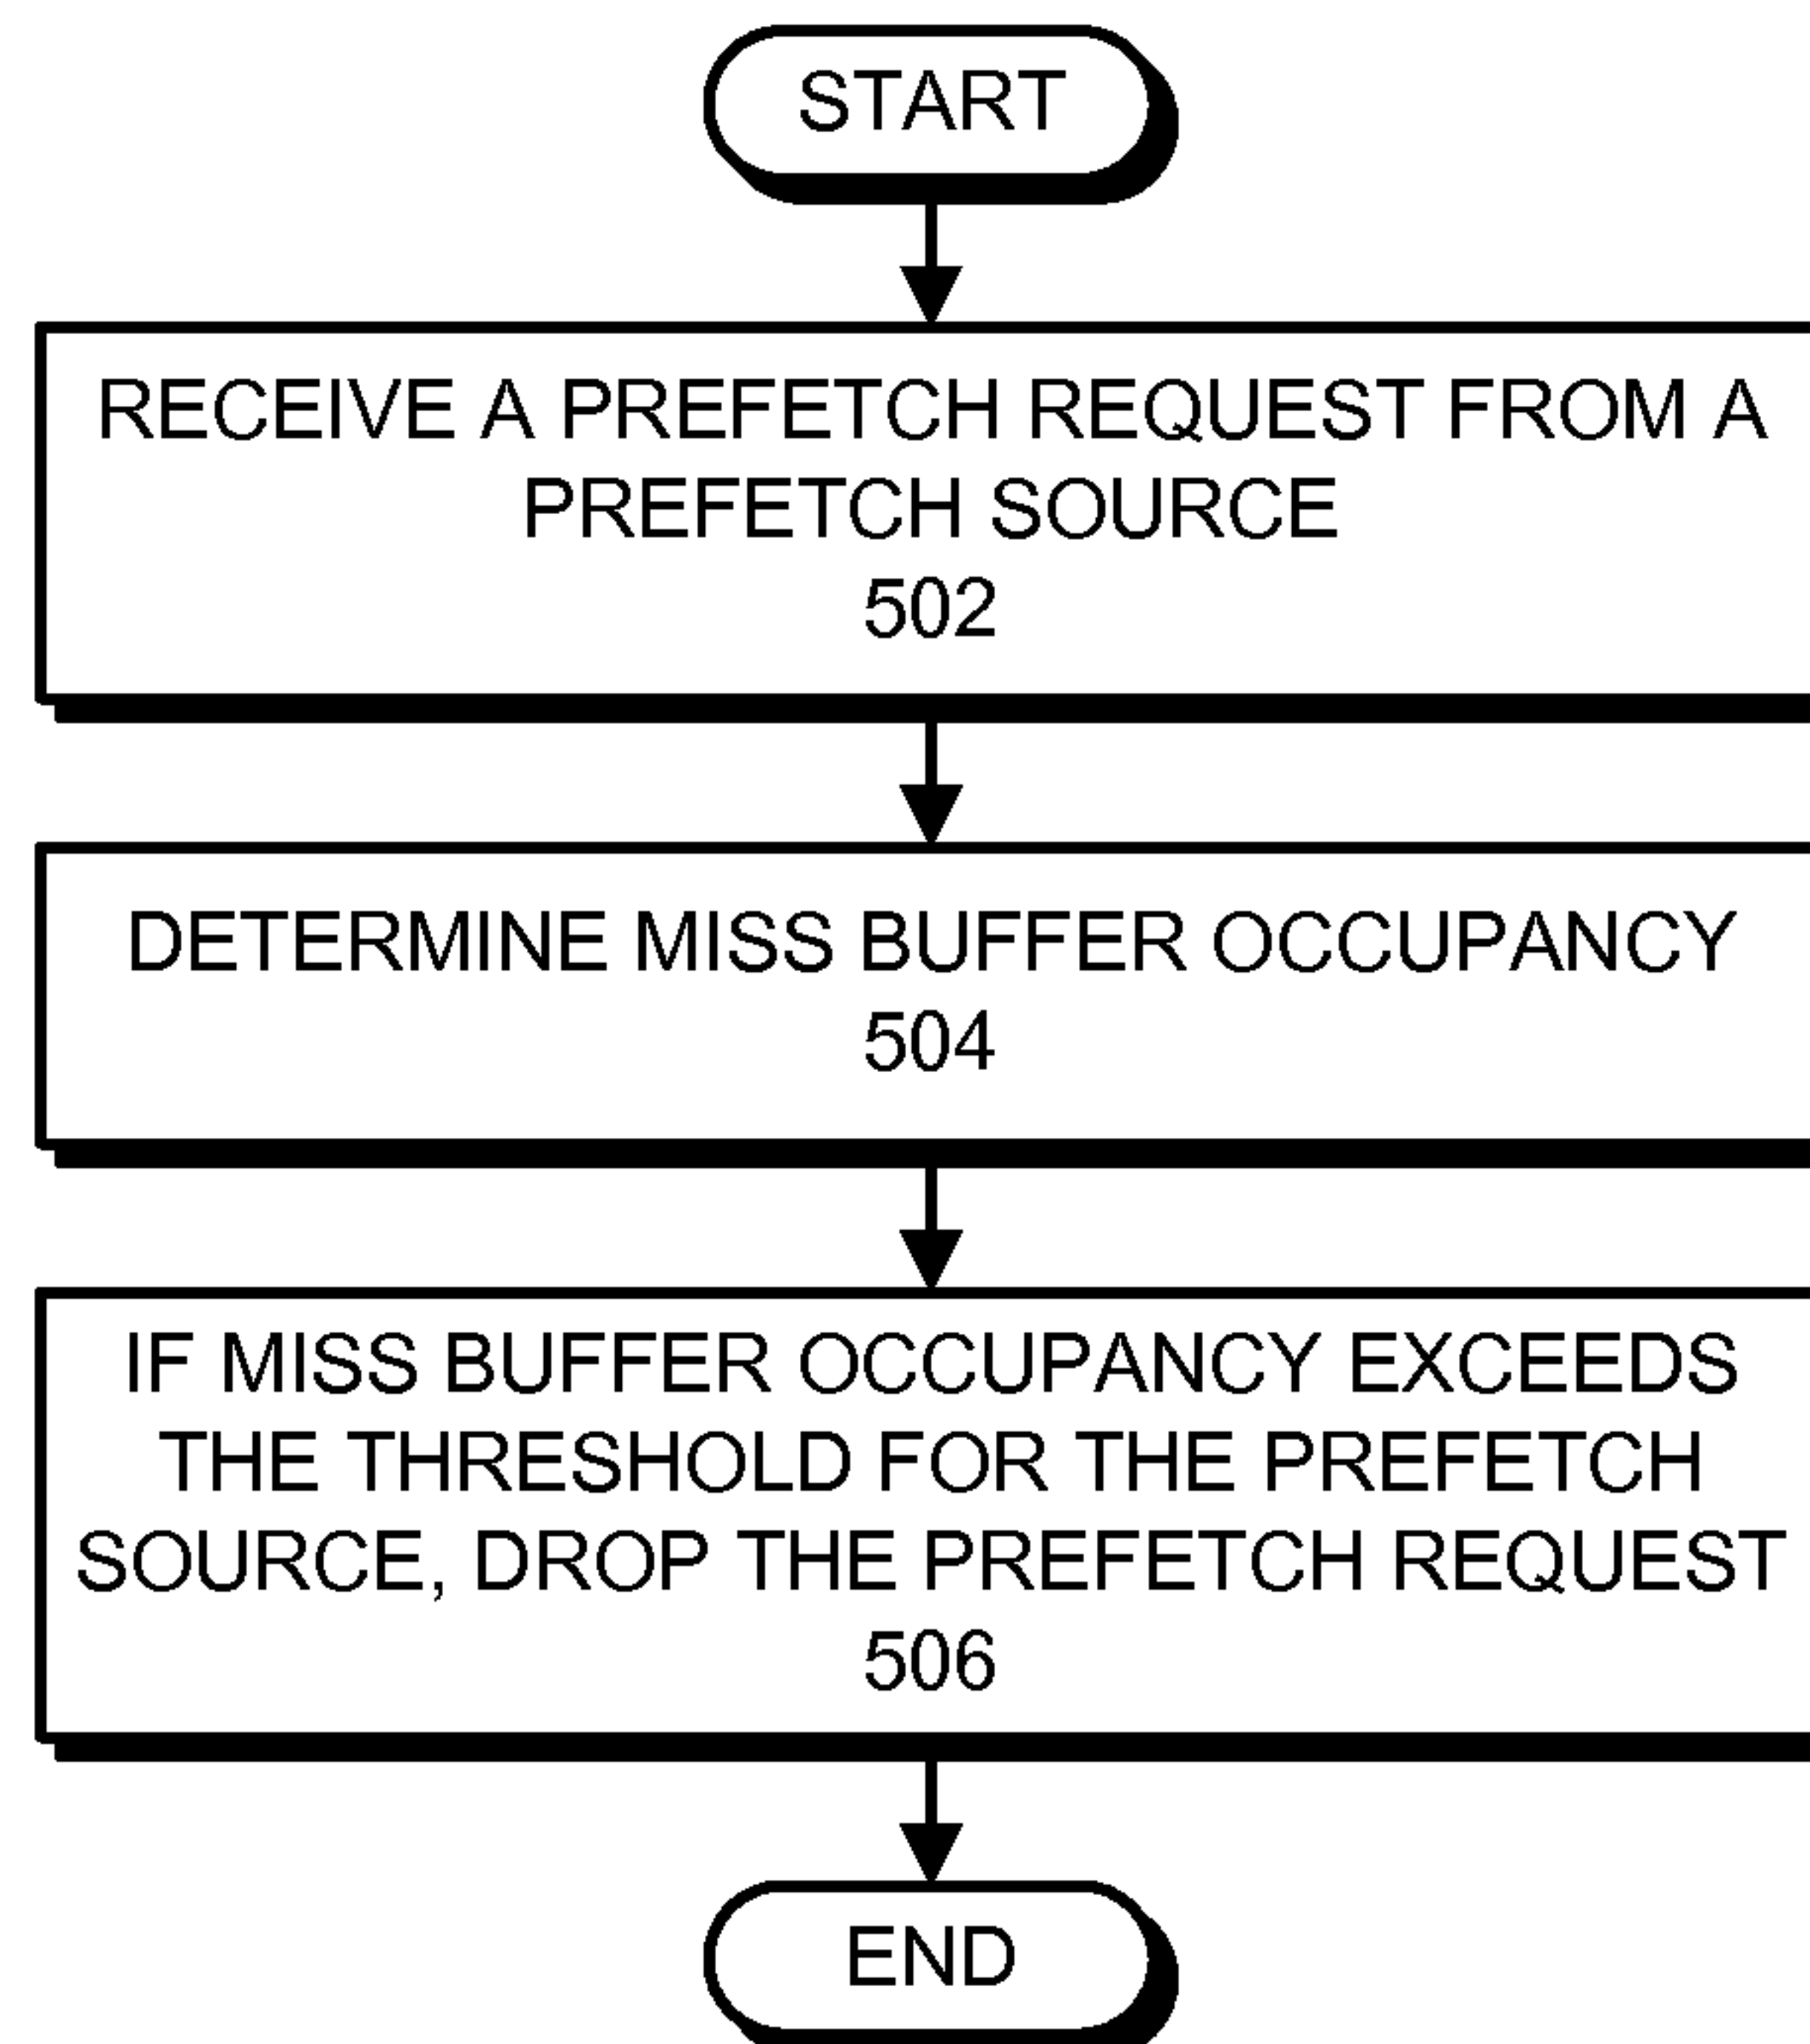 START
RECEIVE A PREFETCH REQUEST FROM A
PREFETCH SOURCE
502
DETERMINE MISS BUFFER OCCUPANCY
504
IF MISS BUFFER OCCUPANCY EXCEEDS
THE THRESHOLD FOR THE PREFETCH
SOURCE, DROP THE PREFETCH REQUEST
506
END